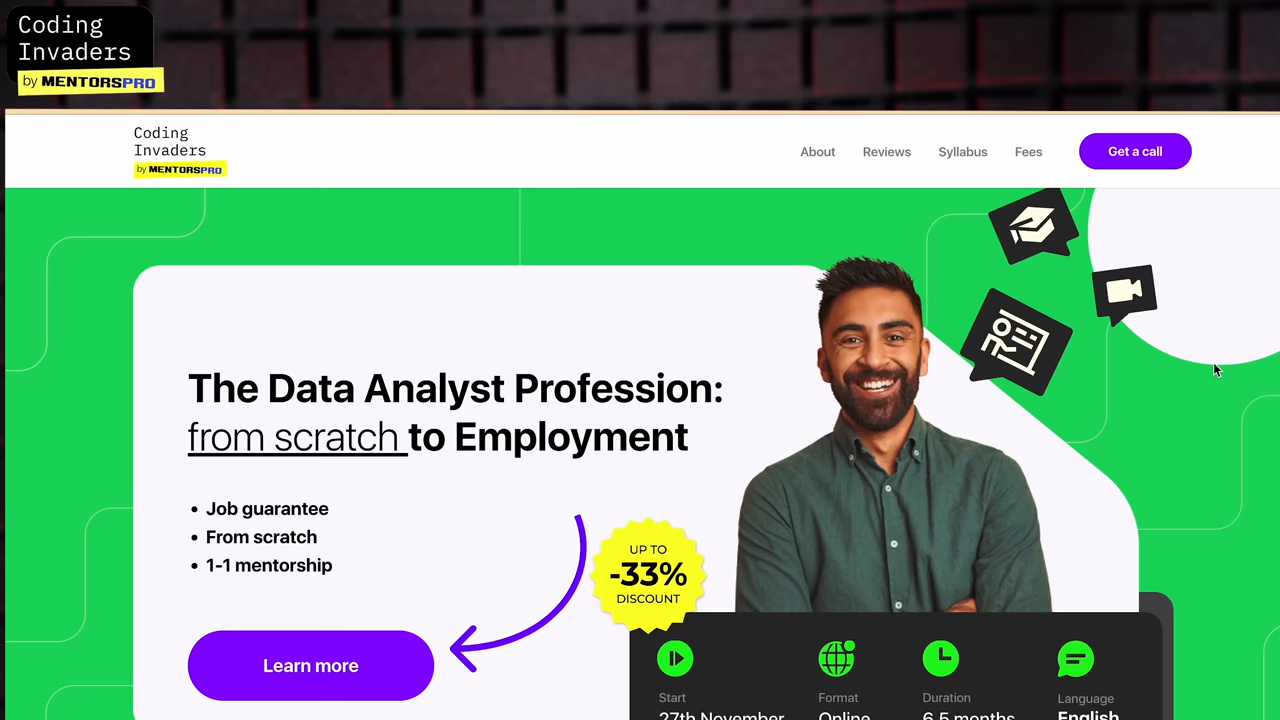 Coding
Invaders
by MENTORSPRO
Coding
Invaders
by MENTORSPRO
About
Reviews
Syllabus
Fees
Get a call
The Data Analyst Profession:
from scratch to Employment
• Job guarantee
• From scratch
• 1-1 mentorship
UP TO
-33%
DISCOUNT
Learn more
Start
27th November
Format
Online
Duration
6.5 months
Language
English